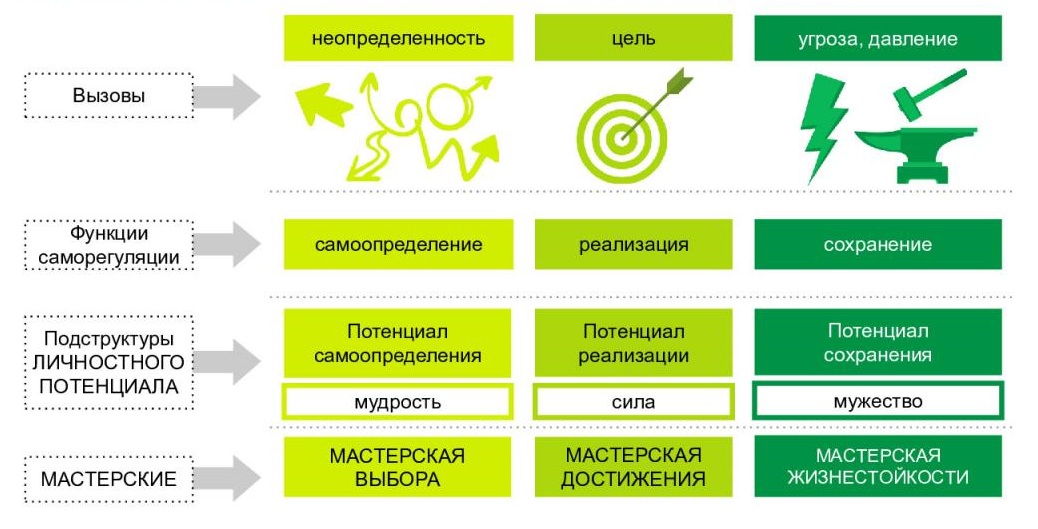 неопределенность
цель
угроза, давление
Вызовы
Функции
саморегуляции
самоопределение
реализация
сохранение
Подструктуры
ЛИЧНОСТНОГО
ПОТЕНЦИАЛА
Потенциал
самоопределения
Потенциал
реализации
Потенциал
сохранения
мудрость
сила
мужество
МАСТЕРСКИЕ
МАСТЕРСКАЯ
ВЫБОРА
МАСТЕРСКАЯ
ДОСТИЖЕНИЯ
МАСТЕРСКАЯ
ЖИЗНЕСТОЙКОСТИ